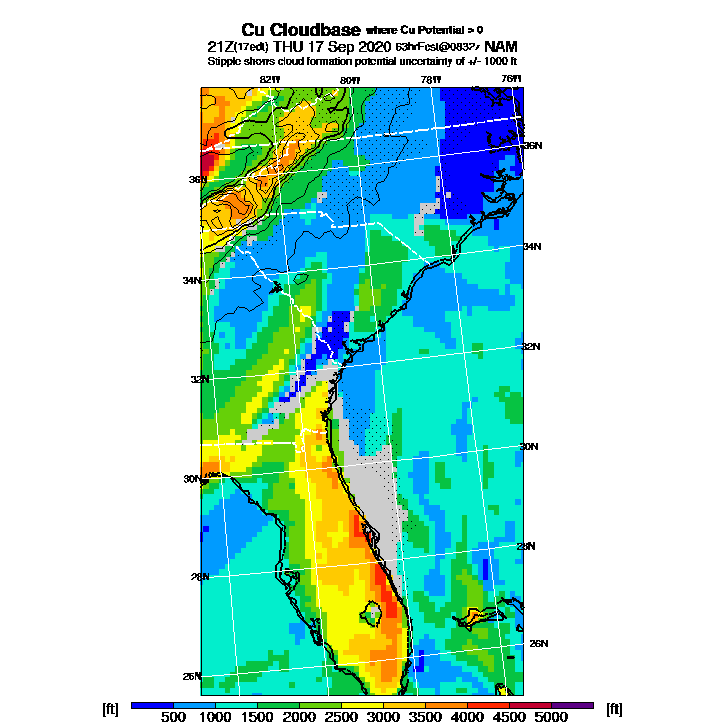 Cu Cloudbase where Cu Potential > 0
21Z(17edt) THU 17 Sep 2020 63hrFcst@0832z NAM
Stipple shows cloud formation potential uncertainty of +/- 1000 ft
82W 80W 78W 76W
36N
36N
34N
34N
32N
32N
30N
30N
28N
28N
26N
26N
[ft] [ft]
500 1000 1500 2000 2500 3000 3500 4000 4500 5000